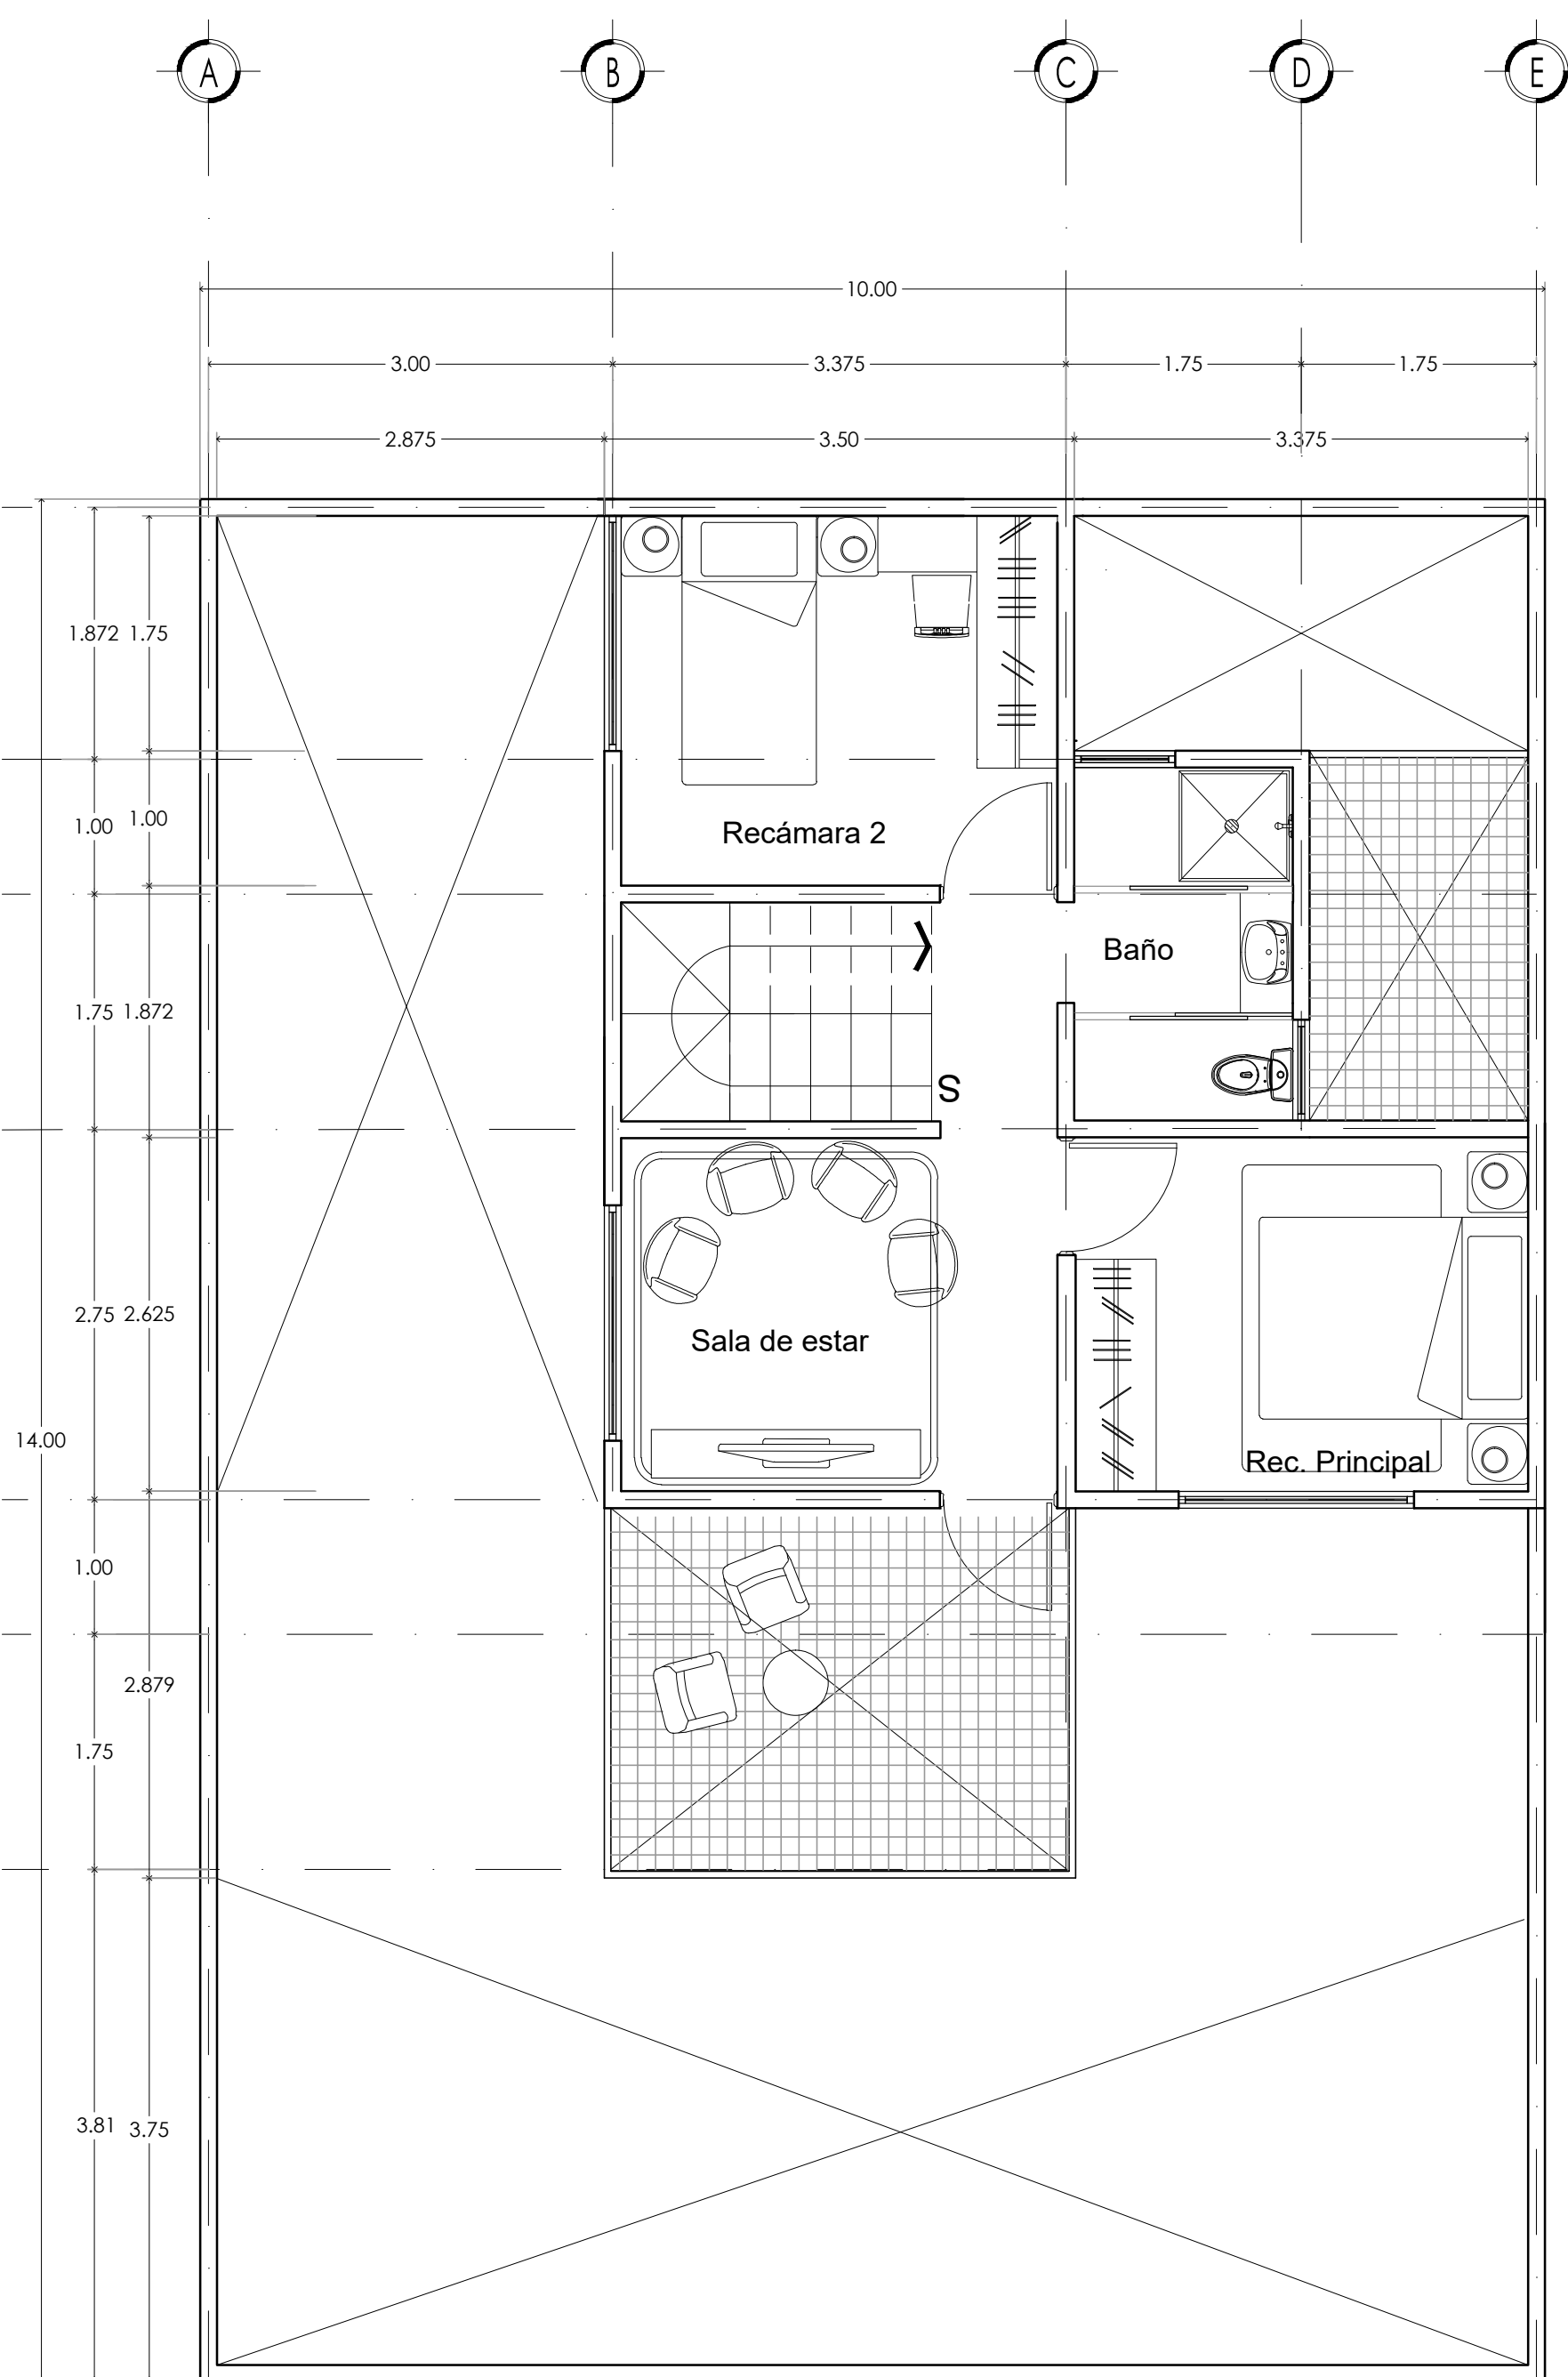 A B C D E
10.00
3.00 3.375 1.75 1.75
2.875 3.50 3.375
1.872 1.75
1.00 1.00
Recámara 2
Baño
1.75 1.872
S
2.75 2.625
Sala de estar
14.00
Rec. Principal
1.00
2.879
1.75
3.81 3.75